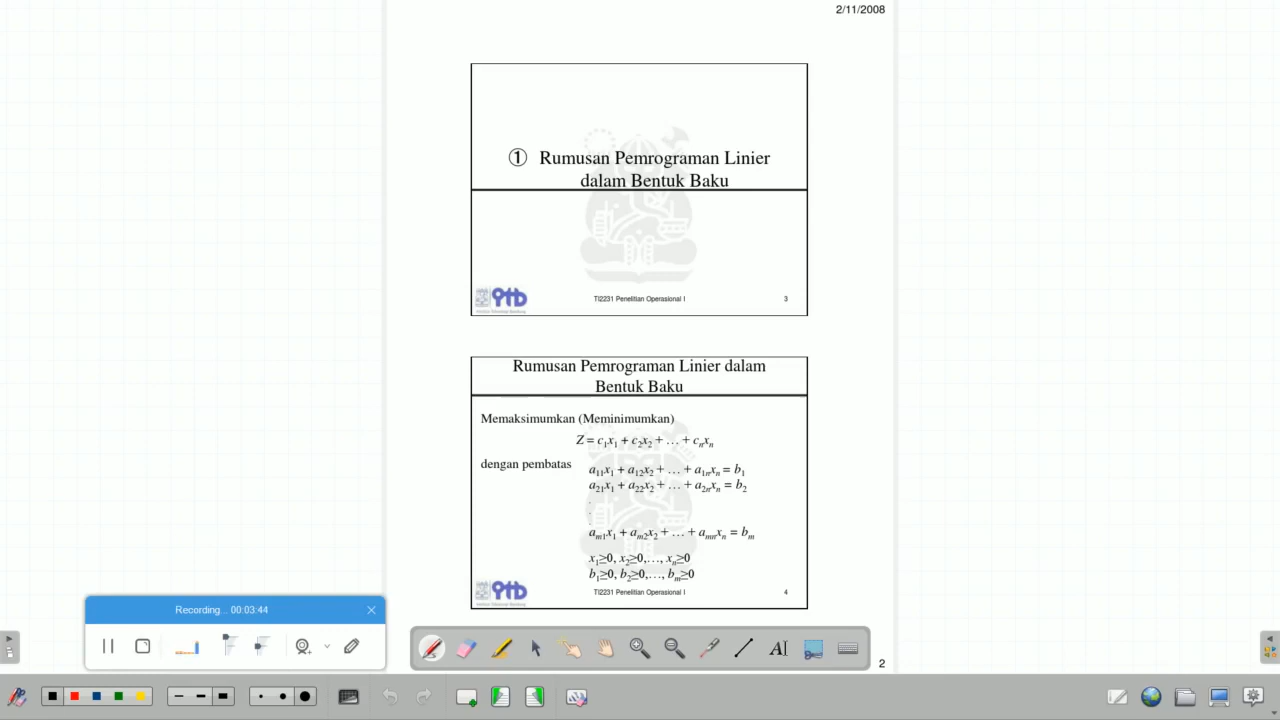 2/11/2008
① Rumusan Pemrograman Linier
dalam Bentuk Baku
TI2231 Penelitian Operasional I
3
Rumusan Pemrograman Linier dalam
Bentuk Baku
Memaksimumkan (Meminimumkan)
Z = c₁x₁ + c₂x₂ + … + cₙxₙ
dengan pembatas
a₁₁x₁ + a₁₂x₂ + … + a₁ₙxₙ = b₁
a₂₁x₁ + a₂₂x₂ + … + a₂ₙxₙ = b₂
.
.
aₘ₁x₁ + aₘ₂x₂ + … + aₘₙxₙ = bₘ
x₁≥0, x₂≥0,…, xₙ≥0
b₁≥0, b₂≥0,…, bₘ≥0
TI2231 Penelitian Operasional I
4
Recording... 00:03:44
2